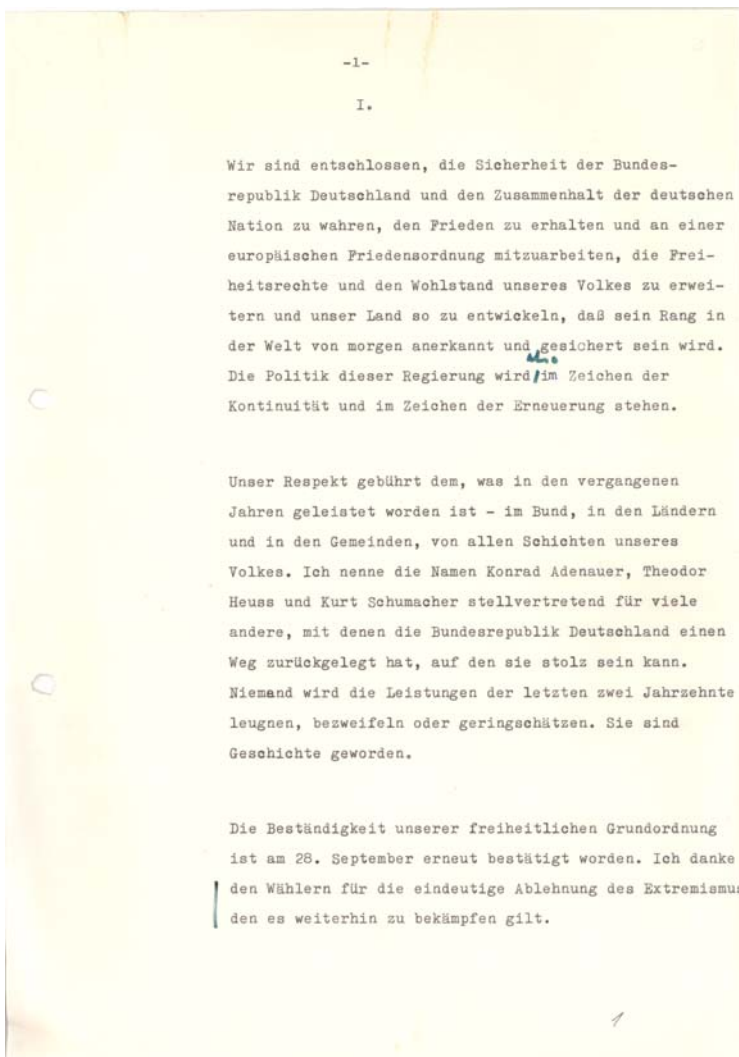 -1-
I.
Wir sind entschlossen, die Sicherheit der Bundes-
republik Deutschland und den Zusammenhalt der deutschen
Nation zu wahren, den Frieden zu erhalten und an einer
europäischen Friedensordnung mitzuarbeiten, die Frei-
heitsrechte und den Wohlstand unseres Volkes zu erwei-
tern und unser Land so zu entwickeln, daß sein Rang in
der Welt von morgen anerkannt und gesichert sein wird.
also
Die Politik dieser Regierung wird im Zeichen der
Kontinuität und im Zeichen der Erneuerung stehen.
Unser Respekt gebührt dem, was in den vergangenen
Jahren geleistet worden ist - im Bund, in den Ländern
und in den Gemeinden, von allen Schichten unseres
Volkes. Ich nenne die Namen Konrad Adenauer, Theodor
Heuss und Kurt Schumacher stellvertretend für viele
andere, mit denen die Bundesrepublik Deutschland einen
Weg zurückgelegt hat, auf den sie stolz sein kann.
Niemand wird die Leistungen der letzten zwei Jahrzehnte
leugnen, bezweifeln oder geringschätzen. Sie sind
Geschichte geworden.
Die Beständigkeit unserer freiheitlichen Grundordnung
ist am 28. September erneut bestätigt worden. Ich danke
den Wählern für die eindeutige Ablehnung des Extremismus
den es weiterhin zu bekämpfen gilt.
1